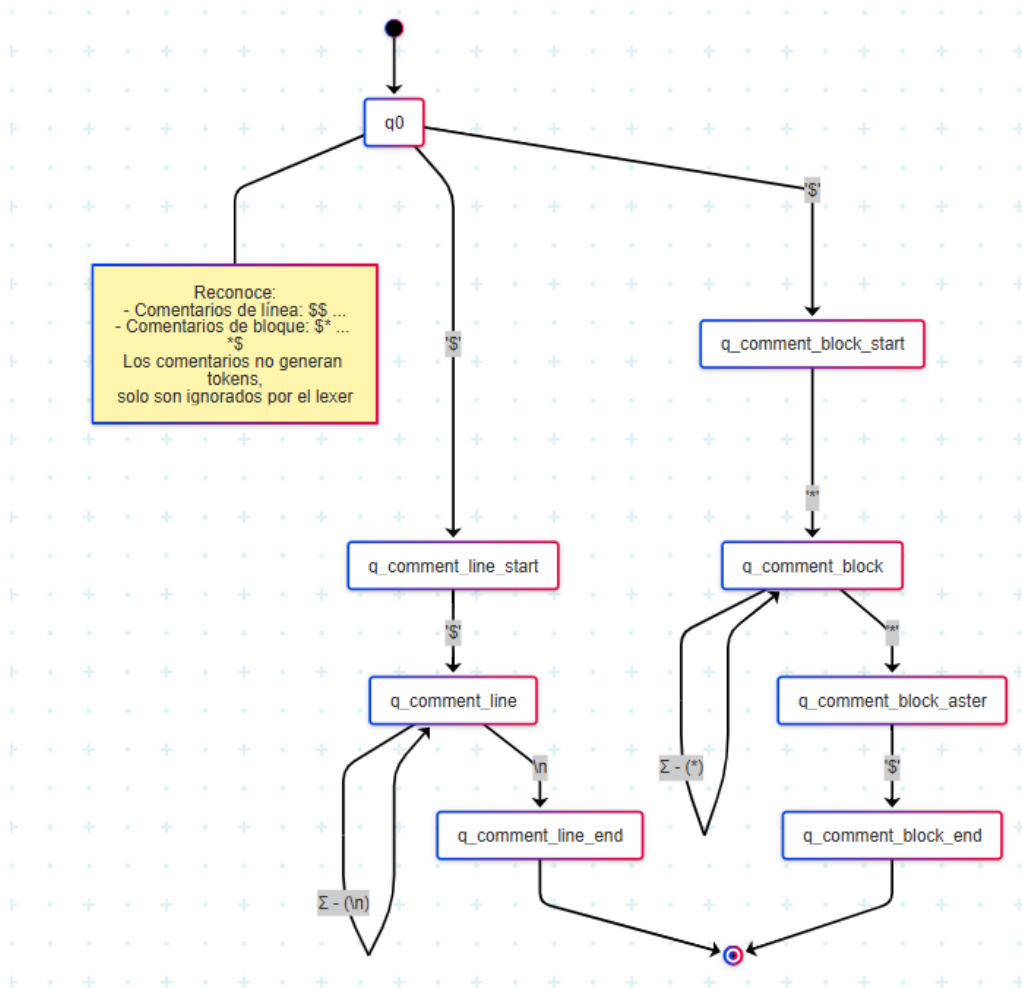 q0
'$'
Reconoce:
- Comentarios de línea: $$ ...
- Comentarios de bloque: $* ...
*$
Los comentarios no generan
tokens,
solo son ignorados por el lexer
'$'
q_comment_block_start
'*'
q_comment_line_start
q_comment_block
'$'
'*'
q_comment_line
q_comment_block_aster
\n
Σ - (*)
'$'
q_comment_line_end
q_comment_block_end
Σ - (\n)